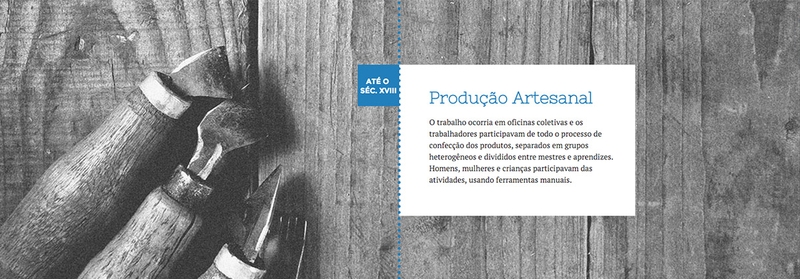 ATÉ O
SÉC. XVIII
Produção Artesanal
O trabalho ocorria em oficinas coletivas e os
trabalhadores participavam de todo o processo de
confecção dos produtos, separados em grupos
heterogêneos e divididos entre mestres e aprendizes.
Homens, mulheres e crianças participavam das
atividades, usando ferramentas manuais.